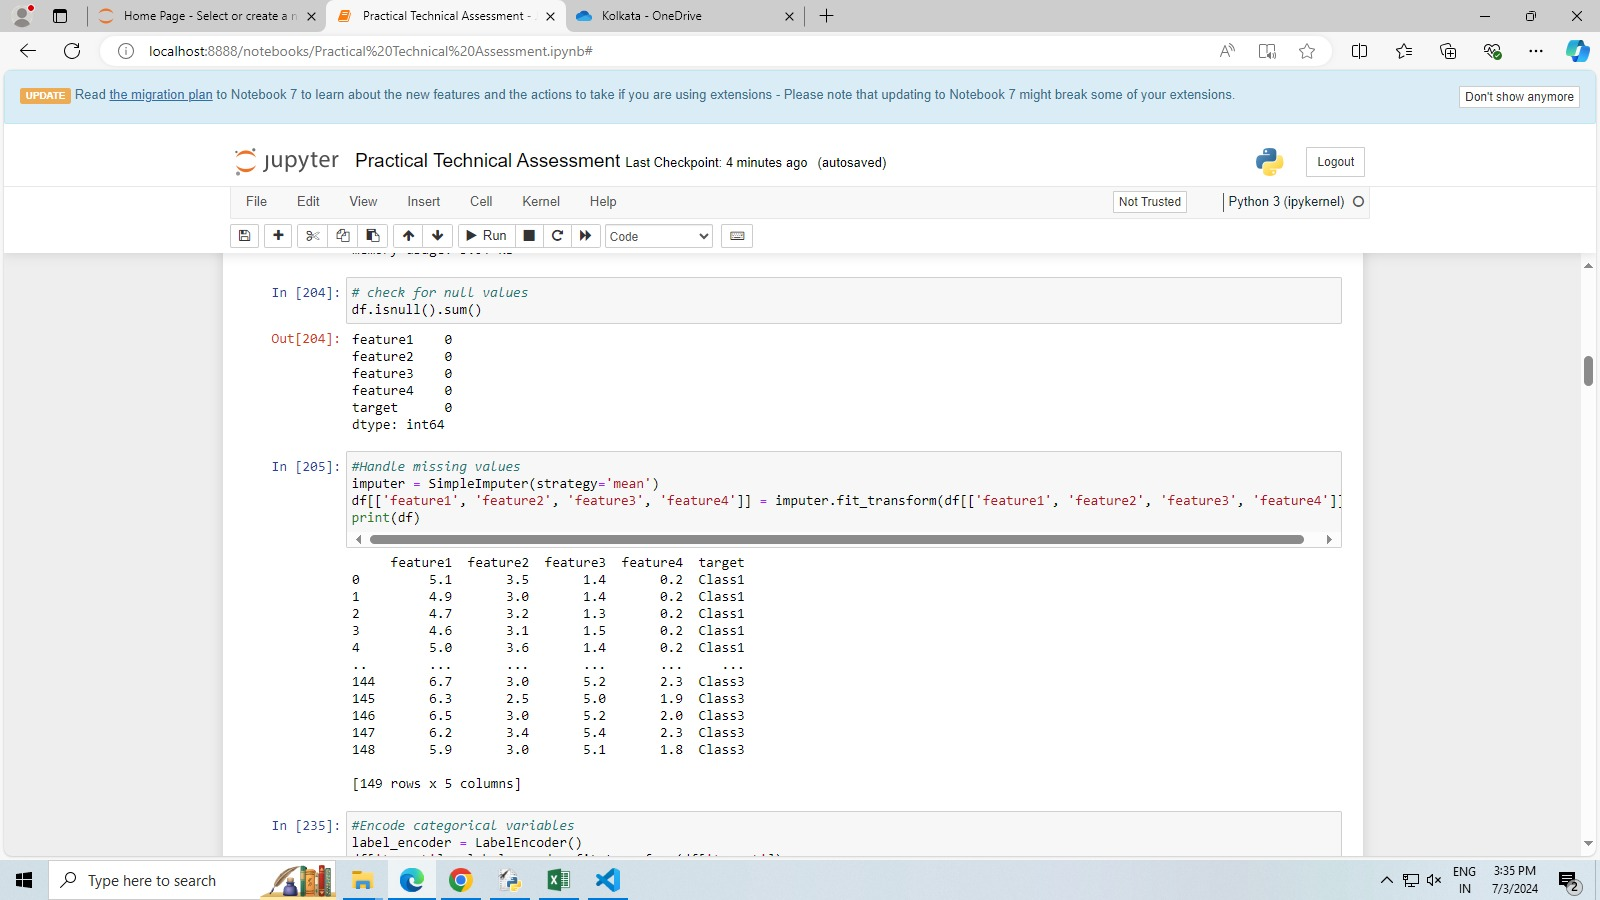 Home Page - Select or create a n
Practical Technical Assessment -
Kolkata - OneDrive
localhost:8888/notebooks/Practical%20Technical%20Assessment.ipynb#
UPDATE Read the migration plan to Notebook 7 to learn about the new features and the actions to take if you are using extensions - Please note that updating to Notebook 7 might break some of your extensions.
Don't show anymore
jupyter Practical Technical Assessment Last Checkpoint: 4 minutes ago (autosaved)
Logout
File Edit View Insert Cell Kernel Help
Not Trusted
Python 3 (ipykernel)
Run
Code
In [204]: # check for null values
df.isnull().sum()
Out[204]: feature1 0
feature2 0
feature3 0
feature4 0
target 0
dtype: int64
In [205]: #Handle missing values
imputer = SimpleImputer(strategy='mean')
df[['feature1', 'feature2', 'feature3', 'feature4']] = imputer.fit_transform(df[['feature1', 'feature2', 'feature3', 'feature4']]
print(df)
feature1 feature2 feature3 feature4 target
0 5.1 3.5 1.4 0.2 Class1
1 4.9 3.0 1.4 0.2 Class1
2 4.7 3.2 1.3 0.2 Class1
3 4.6 3.1 1.5 0.2 Class1
4 5.0 3.6 1.4 0.2 Class1
.. ... ... ... ... ...
144 6.7 3.0 5.2 2.3 Class3
145 6.3 2.5 5.0 1.9 Class3
146 6.5 3.0 5.2 2.0 Class3
147 6.2 3.4 5.4 2.3 Class3
148 5.9 3.0 5.1 1.8 Class3
[149 rows x 5 columns]
In [235]: #Encode categorical variables
label_encoder = LabelEncoder()
Type here to search
ENG
IN
3:35 PM
7/3/2024
2